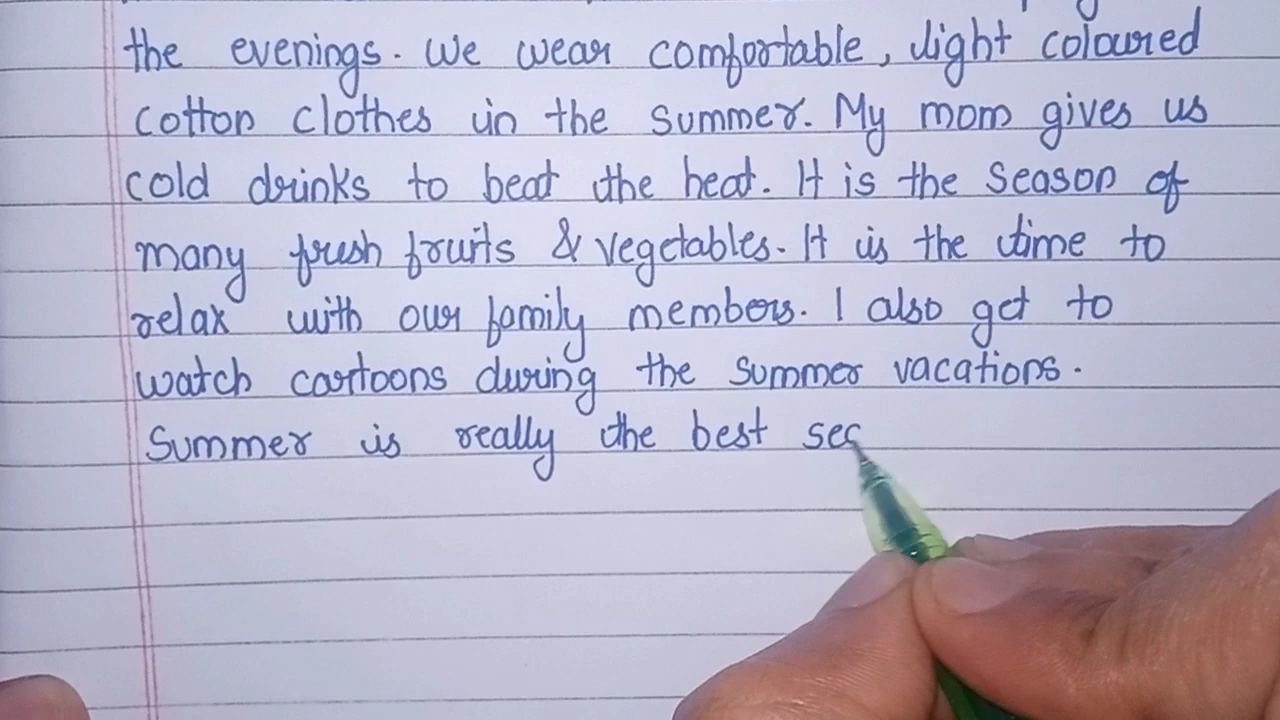 the evenings. We wear comfortable, light coloured
cotton clothes in the summer. My mom gives us
cold drinks to beat the heat. It is the season of
many fresh fruits & vegetables. It is the time to
relax with our family members. I also get to
watch cartoons during the summer vacations.
Summer is really the best sea